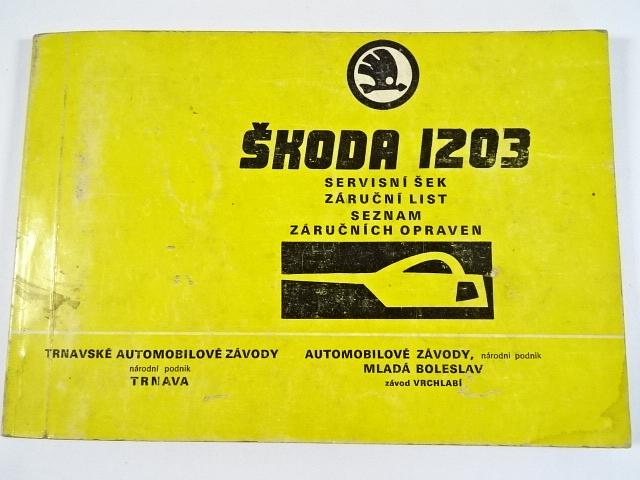 ŠKODA 1203
SERVISNÍ ŠEK
ZÁRUČNÍ LIST
SEZNAM
ZÁRUČNÍCH OPRAVEN
TRNAVSKÉ AUTOMOBILOVÉ ZÁVODY
národní podnik
TRNAVA
AUTOMOBILOVÉ ZÁVODY, národní podnik
MLADÁ BOLESLAV
závod VRCHLABÍ